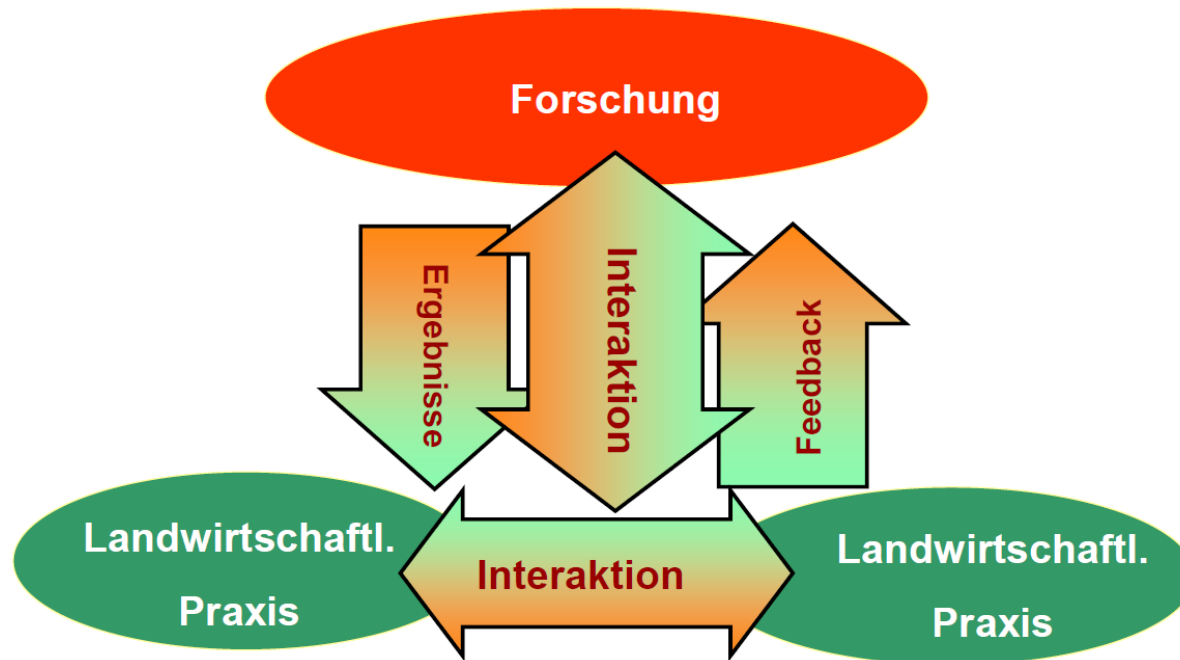 Forschung
Ergebnisse
Interaktion
Feedback
Landwirtschaftl.
Praxis
Interaktion
Landwirtschaftl.
Praxis